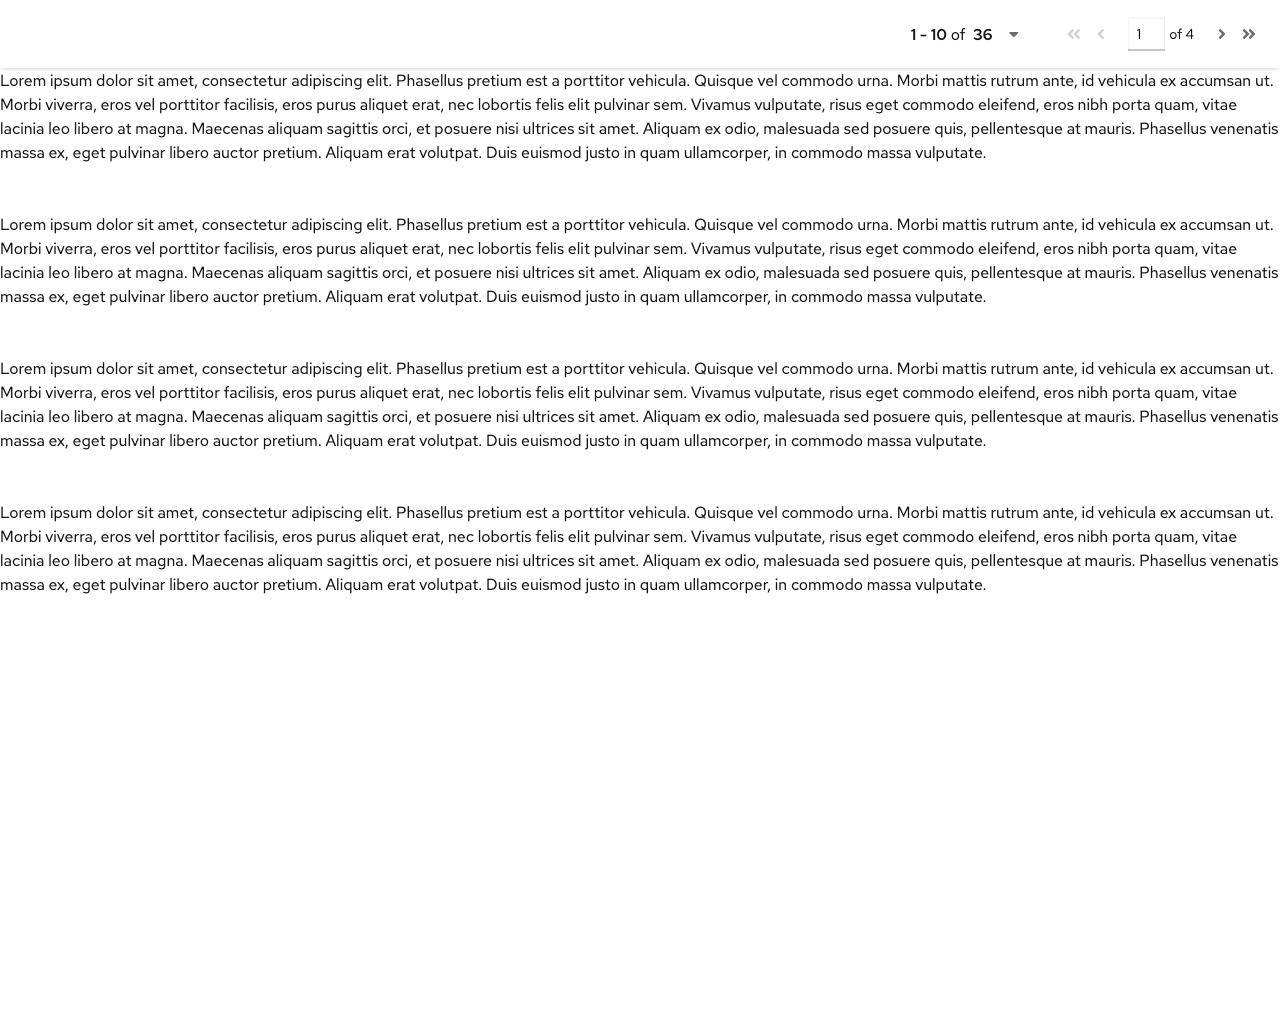 1 - 10 of 36 1 of 4
Lorem ipsum dolor sit amet, consectetur adipiscing elit. Phasellus pretium est a porttitor vehicula. Quisque vel commodo urna. Morbi mattis rutrum ante, id vehicula ex accumsan ut.
Morbi viverra, eros vel porttitor facilisis, eros purus aliquet erat, nec lobortis felis elit pulvinar sem. Vivamus vulputate, risus eget commodo eleifend, eros nibh porta quam, vitae
lacinia leo libero at magna. Maecenas aliquam sagittis orci, et posuere nisi ultrices sit amet. Aliquam ex odio, malesuada sed posuere quis, pellentesque at mauris. Phasellus venenatis
massa ex, eget pulvinar libero auctor pretium. Aliquam erat volutpat. Duis euismod justo in quam ullamcorper, in commodo massa vulputate.
Lorem ipsum dolor sit amet, consectetur adipiscing elit. Phasellus pretium est a porttitor vehicula. Quisque vel commodo urna. Morbi mattis rutrum ante, id vehicula ex accumsan ut.
Morbi viverra, eros vel porttitor facilisis, eros purus aliquet erat, nec lobortis felis elit pulvinar sem. Vivamus vulputate, risus eget commodo eleifend, eros nibh porta quam, vitae
lacinia leo libero at magna. Maecenas aliquam sagittis orci, et posuere nisi ultrices sit amet. Aliquam ex odio, malesuada sed posuere quis, pellentesque at mauris. Phasellus venenatis
massa ex, eget pulvinar libero auctor pretium. Aliquam erat volutpat. Duis euismod justo in quam ullamcorper, in commodo massa vulputate.
Lorem ipsum dolor sit amet, consectetur adipiscing elit. Phasellus pretium est a porttitor vehicula. Quisque vel commodo urna. Morbi mattis rutrum ante, id vehicula ex accumsan ut.
Morbi viverra, eros vel porttitor facilisis, eros purus aliquet erat, nec lobortis felis elit pulvinar sem. Vivamus vulputate, risus eget commodo eleifend, eros nibh porta quam, vitae
lacinia leo libero at magna. Maecenas aliquam sagittis orci, et posuere nisi ultrices sit amet. Aliquam ex odio, malesuada sed posuere quis, pellentesque at mauris. Phasellus venenatis
massa ex, eget pulvinar libero auctor pretium. Aliquam erat volutpat. Duis euismod justo in quam ullamcorper, in commodo massa vulputate.
Lorem ipsum dolor sit amet, consectetur adipiscing elit. Phasellus pretium est a porttitor vehicula. Quisque vel commodo urna. Morbi mattis rutrum ante, id vehicula ex accumsan ut.
Morbi viverra, eros vel porttitor facilisis, eros purus aliquet erat, nec lobortis felis elit pulvinar sem. Vivamus vulputate, risus eget commodo eleifend, eros nibh porta quam, vitae
lacinia leo libero at magna. Maecenas aliquam sagittis orci, et posuere nisi ultrices sit amet. Aliquam ex odio, malesuada sed posuere quis, pellentesque at mauris. Phasellus venenatis
massa ex, eget pulvinar libero auctor pretium. Aliquam erat volutpat. Duis euismod justo in quam ullamcorper, in commodo massa vulputate.